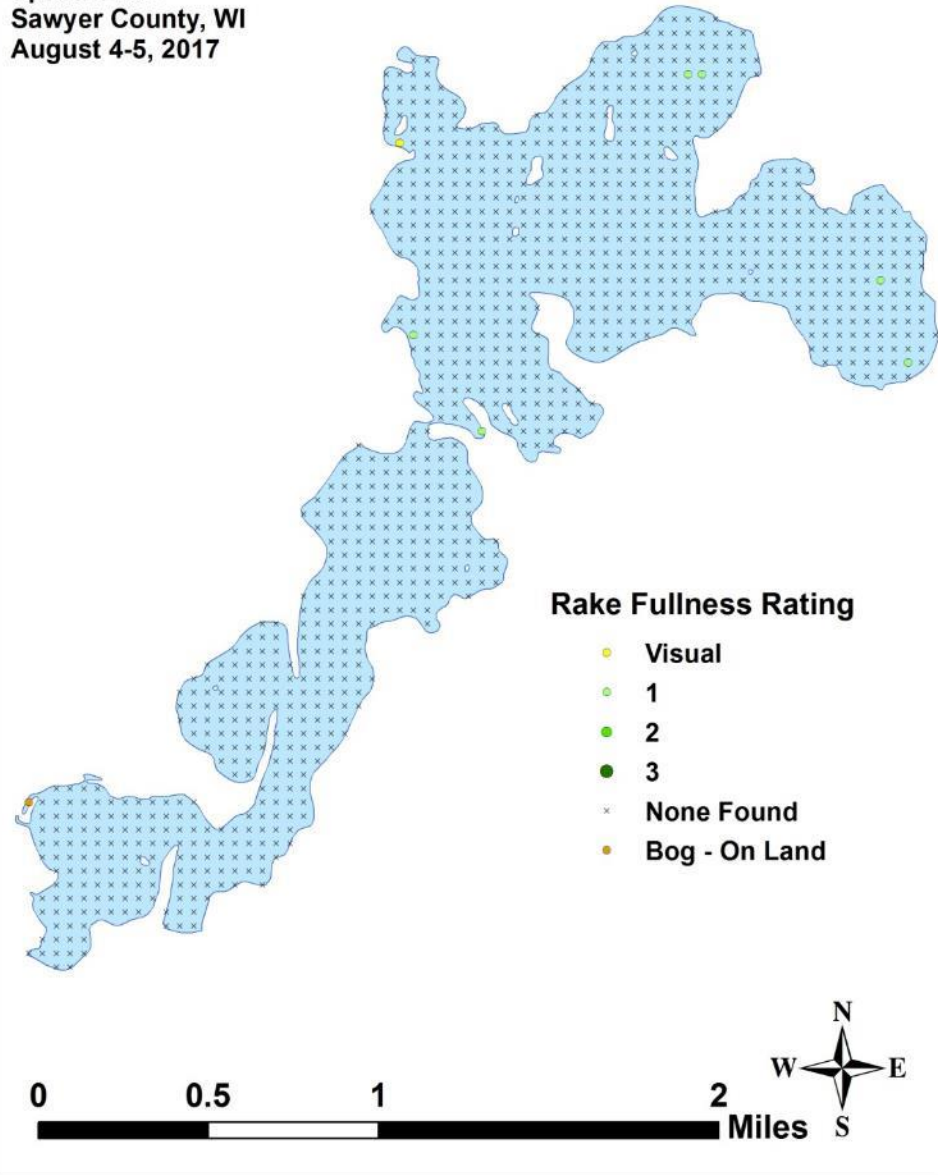 Sawyer County, WI
August 4-5, 2017
Rake Fullness Rating
Visual
1
2
3
None Found
Bog - On Land
N
W E
S
0 0.5 1 2
Miles